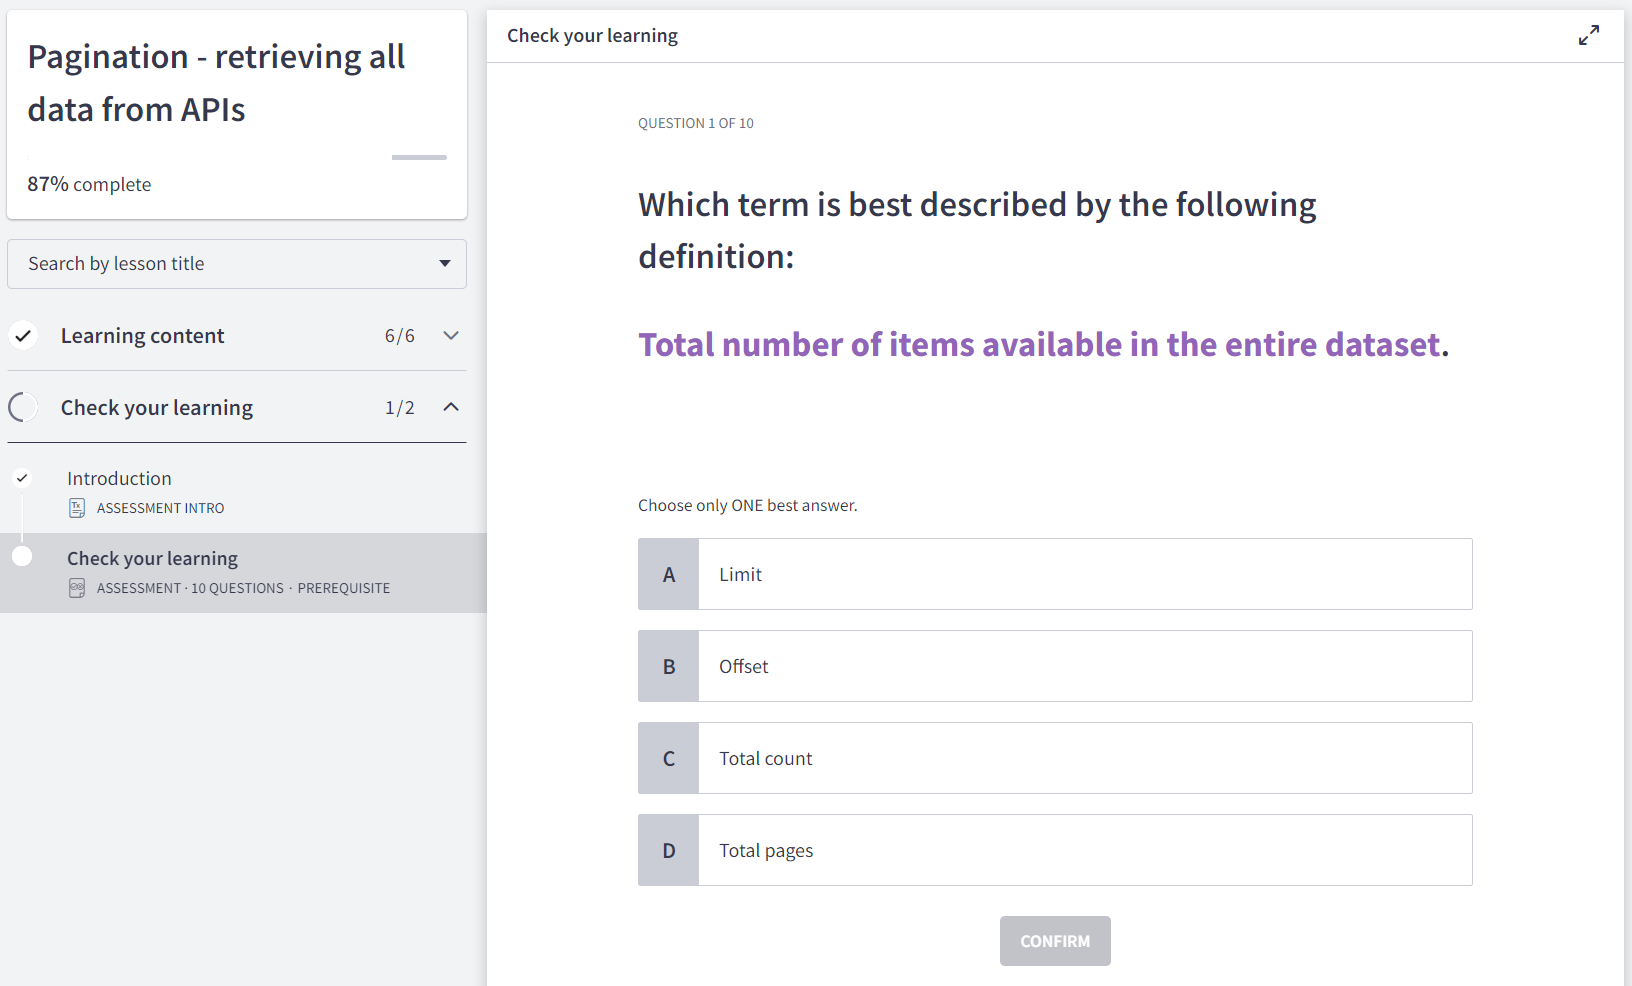 Pagination - retrieving all
data from APIs
87% complete
Search by lesson title
Learning content 6/6
Check your learning 1/2
Introduction
ASSESSMENT INTRO
Check your learning
ASSESSMENT · 10 QUESTIONS · PREREQUISITE
Check your learning
QUESTION 1 OF 10
Which term is best described by the following
definition:
Total number of items available in the entire dataset.
Choose only ONE best answer.
A Limit
B Offset
C Total count
D Total pages
CONFIRM